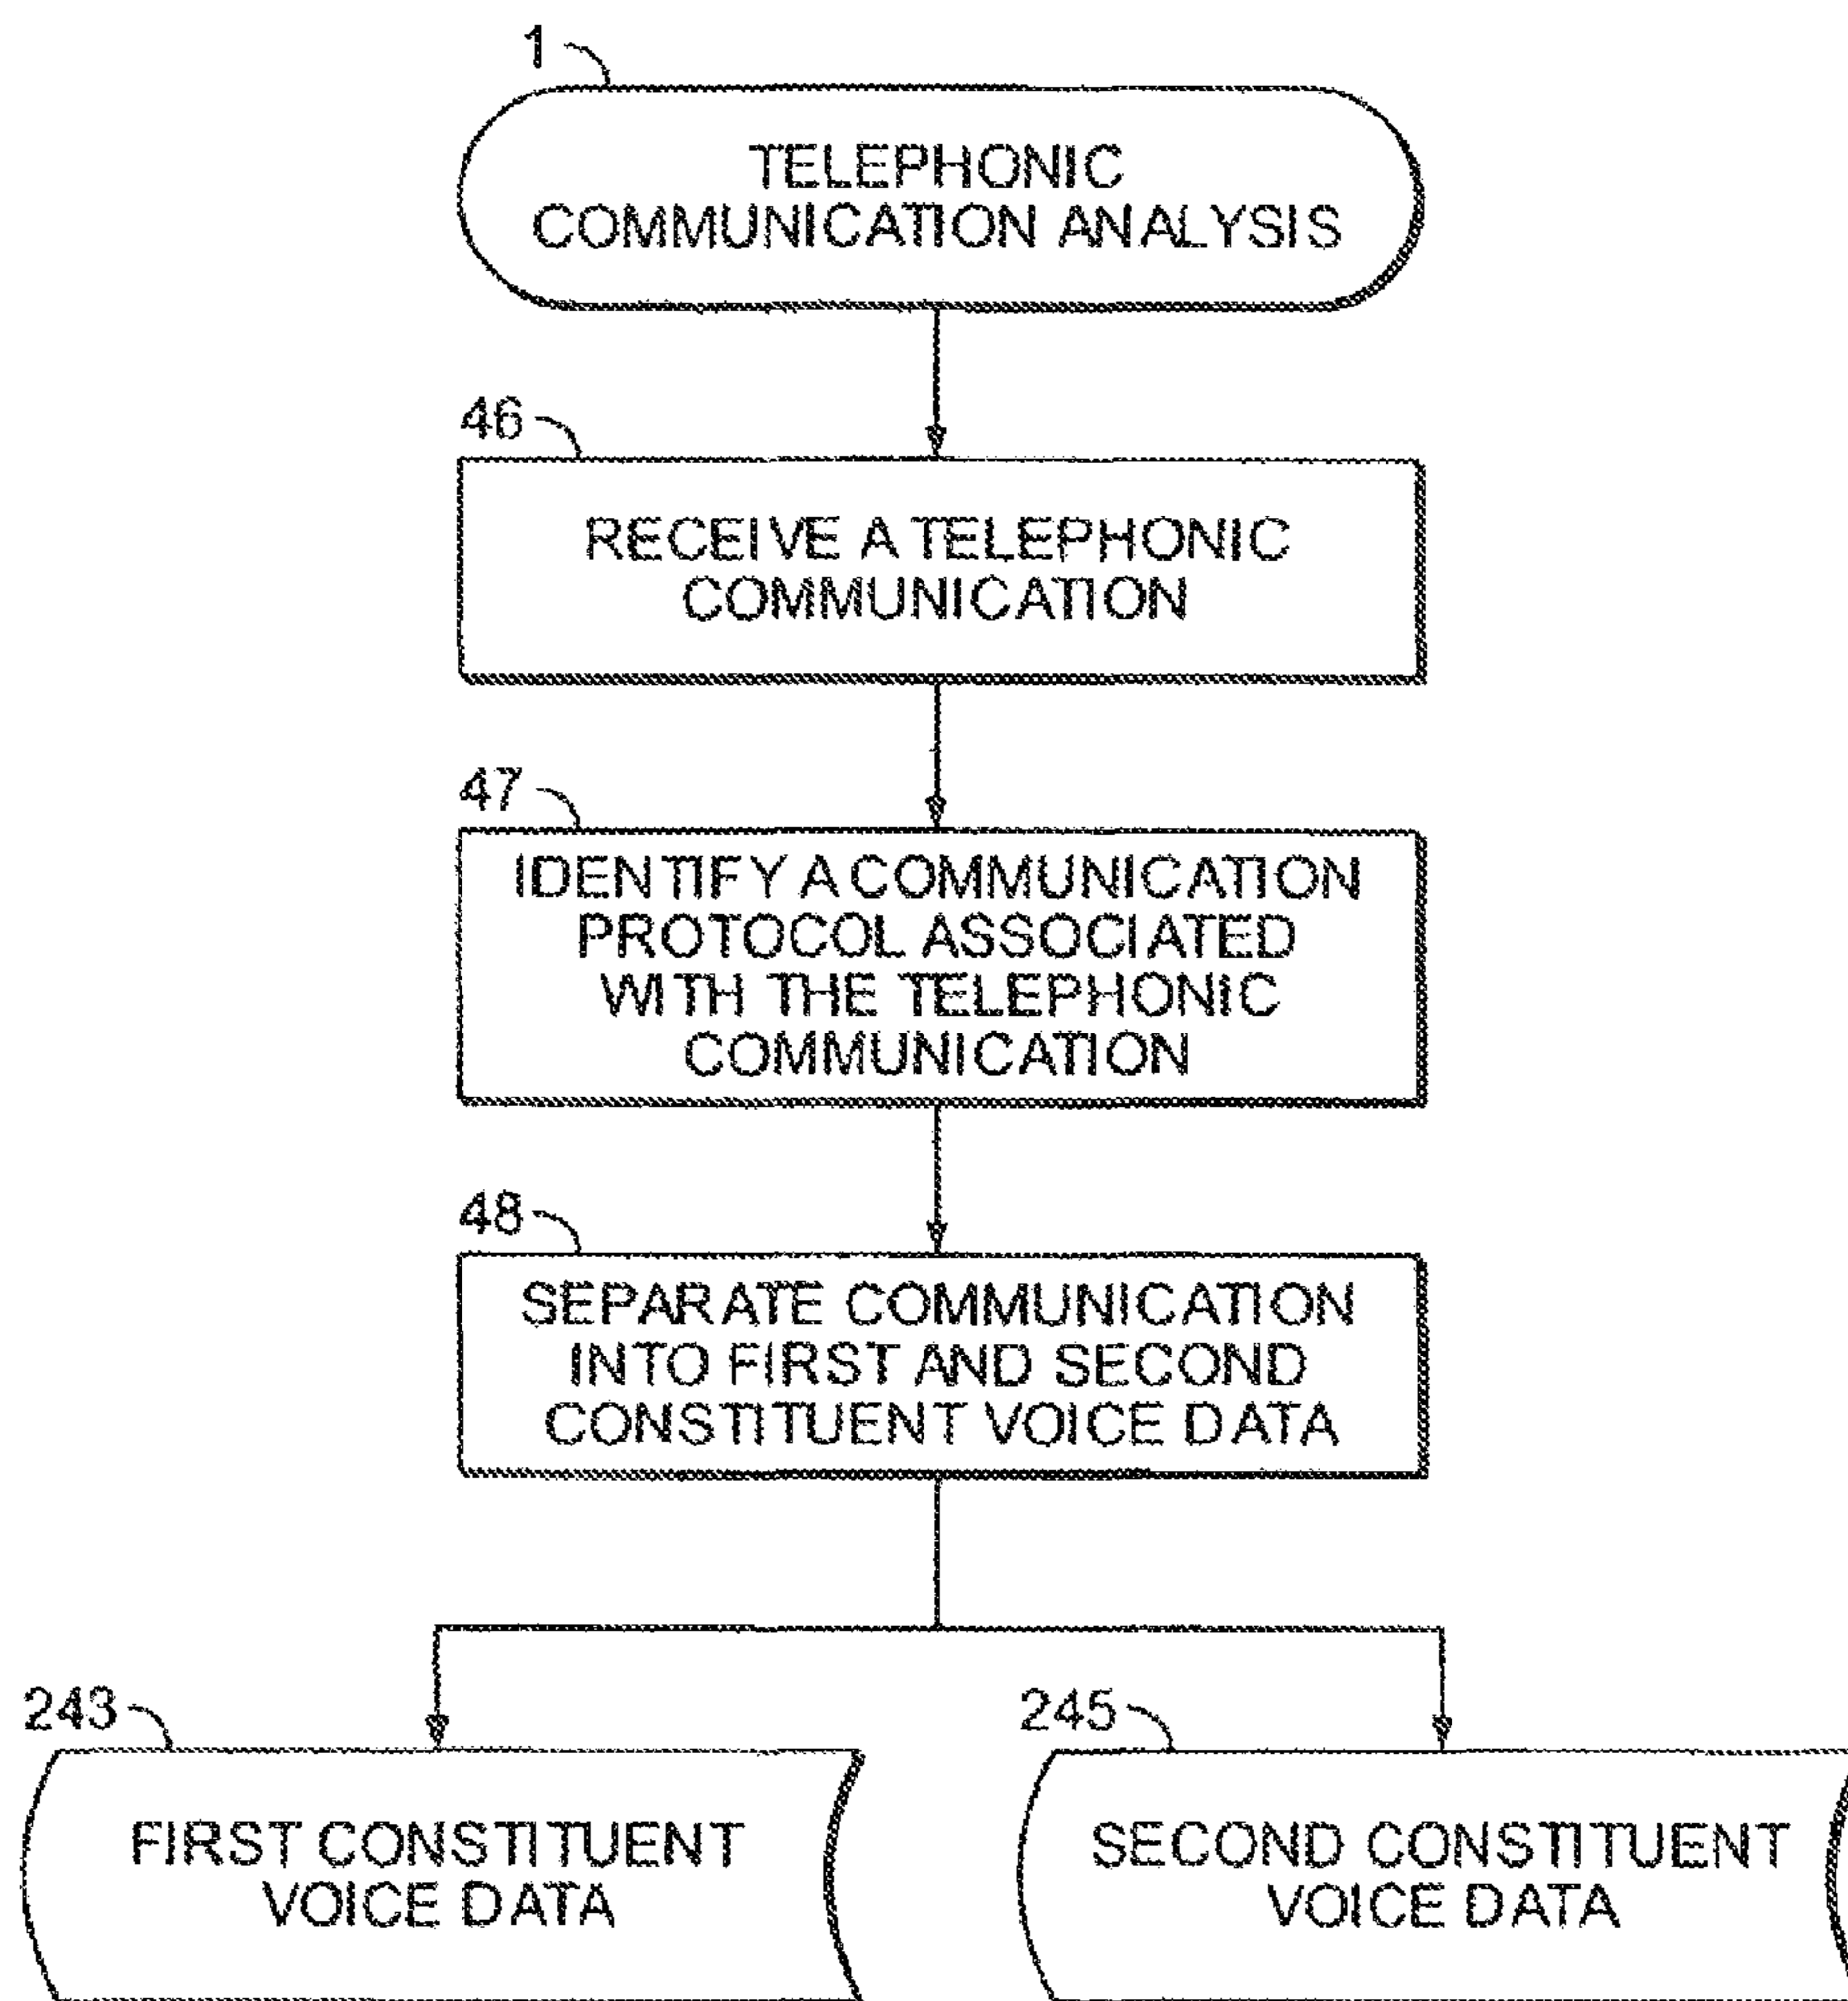 1
TELEPHONIC
COMMUNICATION ANALYSIS
46
RECEIVE A TELEPHONIC
COMMUNICATION
47
IDENTIFY A COMMUNICATION
PROTOCOL ASSOCIATED
WITH THE TELEPHONIC
COMMUNICATION
48
SEPARATE COMMUNICATION
INTO FIRST AND SECOND
CONSTITUENT VOICE DATA
243
FIRST CONSTITUENT
VOICE DATA
245
SECOND CONSTITUENT
VOICE DATA